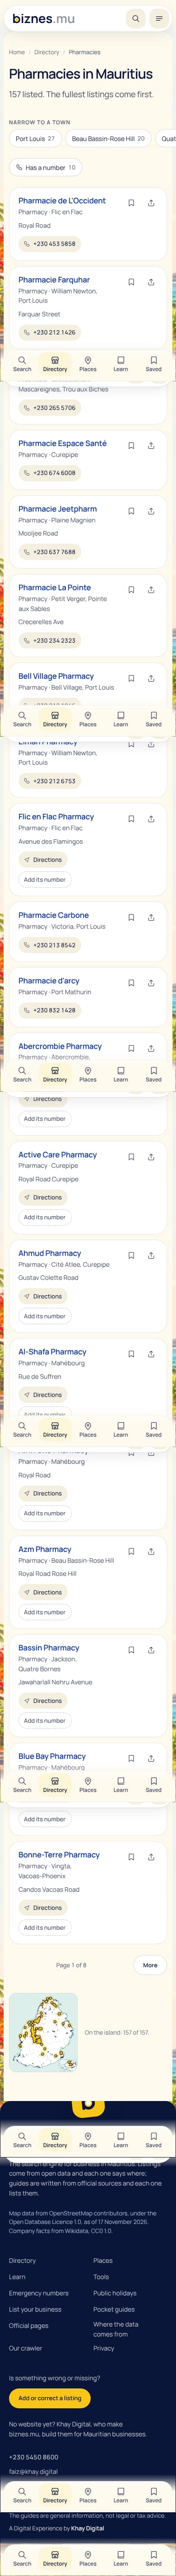 biznes.mu
Home / Directory / Pharmacies
Pharmacies in Mauritius
157 listed. The fullest listings come first.
NARROW TO A TOWN
Port Louis 27
Beau Bassin-Rose Hill 20
Has a number 10
Pharmacie de L'Occident
Pharmacy · Flic en Flac
Royal Road
+230 453 5858
Pharmacie Farquhar
Pharmacy · William Newton,
Port Louis
Farquar Street
+230 212 1426
Search Directory Places Learn Saved
Mascareignes, Trou aux Biches
+230 265 5706
Pharmacie Espace Santé
Pharmacy · Curepipe
+230 674 6008
Pharmacie Jeetpharm
Pharmacy · Plaine Magnien
Mooljee Road
+230 637 7688
Pharmacie La Pointe
Pharmacy · Petit Verger, Pointe
aux Sables
Crecerelles Ave
+230 234 2323
Bell Village Pharmacy
Pharmacy · Bell Village, Port Louis
Search Directory Places Learn Saved
Pharmacy · William Newton,
Port Louis
+230 212 6753
Flic en Flac Pharmacy
Pharmacy · Flic en Flac
Avenue des Flamingos
Directions
Add its number
Pharmacie Carbone
Pharmacy · Victoria, Port Louis
+230 213 8542
Pharmacie d'arcy
Pharmacy · Port Mathurin
+230 832 1428
Abercrombie Pharmacy
Pharmacy · Abercrombie,
Search Directory Places Learn Saved
Directions
Add its number
Active Care Pharmacy
Pharmacy · Curepipe
Royal Road Curepipe
Directions
Add its number
Ahmud Pharmacy
Pharmacy · Cité Atlee, Curepipe
Gustav Colette Road
Directions
Add its number
Al-Shafa Pharmacy
Pharmacy · Mahébourg
Rue de Suffren
Directions
Add its number
Search Directory Places Learn Saved
Pharmacy · Mahébourg
Royal Road
Directions
Add its number
Azm Pharmacy
Pharmacy · Beau Bassin-Rose Hill
Royal Road Rose Hill
Directions
Add its number
Bassin Pharmacy
Pharmacy · Jackson,
Quatre Bornes
Jawaharlall Nehru Avenue
Directions
Add its number
Blue Bay Pharmacy
Pharmacy · Mahébourg
Search Directory Places Learn Saved
Add its number
Bonne-Terre Pharmacy
Pharmacy · Vingta,
Vacoas-Phoenix
Candos Vacoas Road
Directions
Add its number
Page 1 of 8
More
On the island: 157 of 157.
b
Search Directory Places Learn Saved
The search engine for business in Mauritius. Listings
come from open data and each one says where;
guides are written from official sources and each one
lists them.
Map data from OpenStreetMap contributors, under the
Open Database Licence 1.0, as of 17 November 2026.
Company facts from Wikidata, CC0 1.0.
Directory
Places
Learn
Tools
Emergency numbers
Public holidays
List your business
Pocket guides
Official pages
Where the data
comes from
Our crawler
Privacy
Is something wrong or missing?
Add or correct a listing
No website yet? Khay Digital, who make
biznes.mu, build them for Mauritian businesses.
+230 5450 8600
faiz@khay.digital
Search Directory Places Learn Saved
The guides are general information, not legal or tax advice.
A Digital Experience by Khay Digital
Search Directory Places Learn Saved